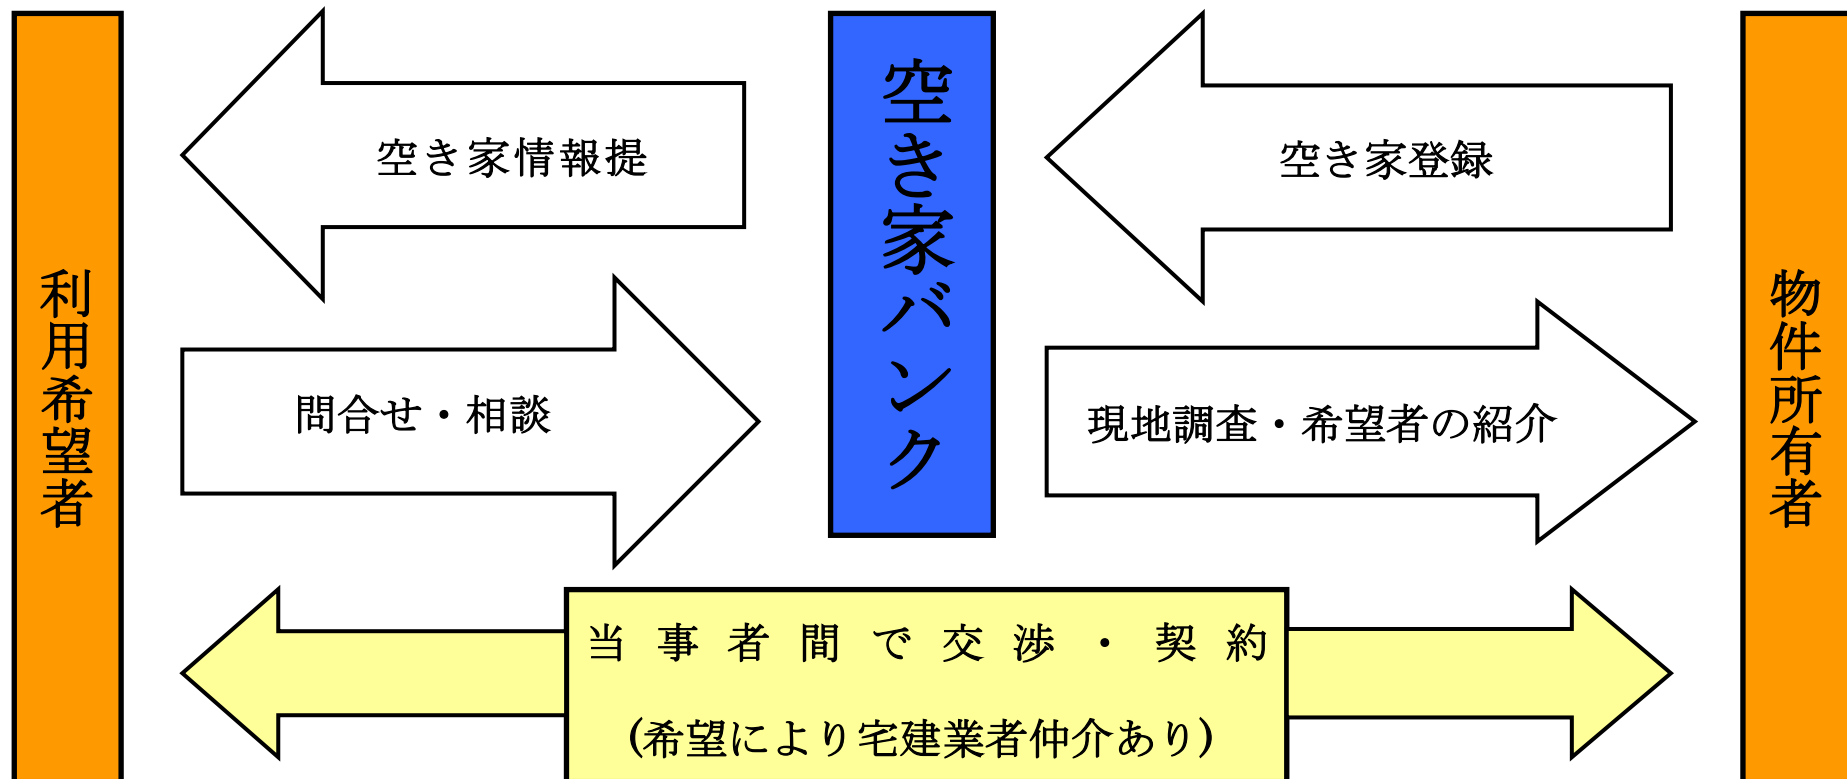 利用希望者
空き家情報提
問合せ・相談
空き家バンク
空き家登録
現地調査・希望者の紹介
物件所有者
当事者間で交渉・契約
(希望により宅建業者仲介あり)